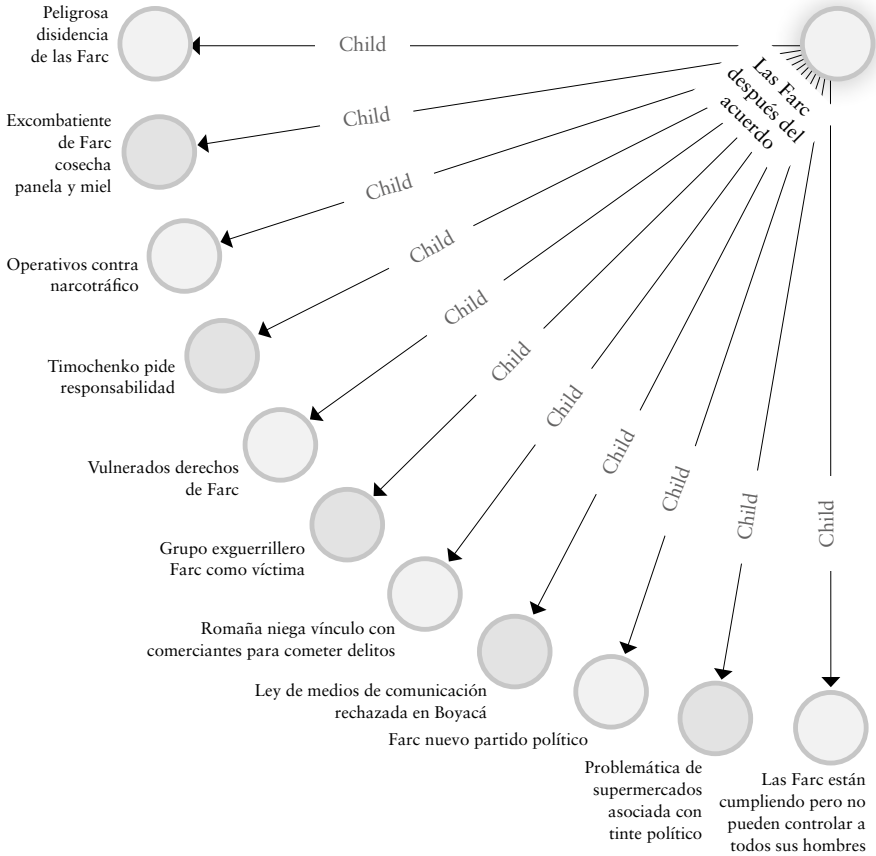 Peligrosa
disidencia
de las Farc
Child
Las Farc
después del
acuerdo
Excombatiente
de Farc
cosecha
panela y miel
Child
Operativos contra
narcotráfico
Child
Timochenko pide
responsabilidad
Child
Vulnerados derechos
de Farc
Child
Grupo exguerrillero
Farc como víctima
Child
Romaña niega vínculo con
comerciantes para cometer delitos
Child
Ley de medios de comunicación
rechazada en Boyacá
Child
Farc nuevo partido político
Child
Problemática de
supermercados
asociada con
tinte político
Child
Las Farc están
cumpliendo pero no
pueden controlar a
todos sus hombres
Child